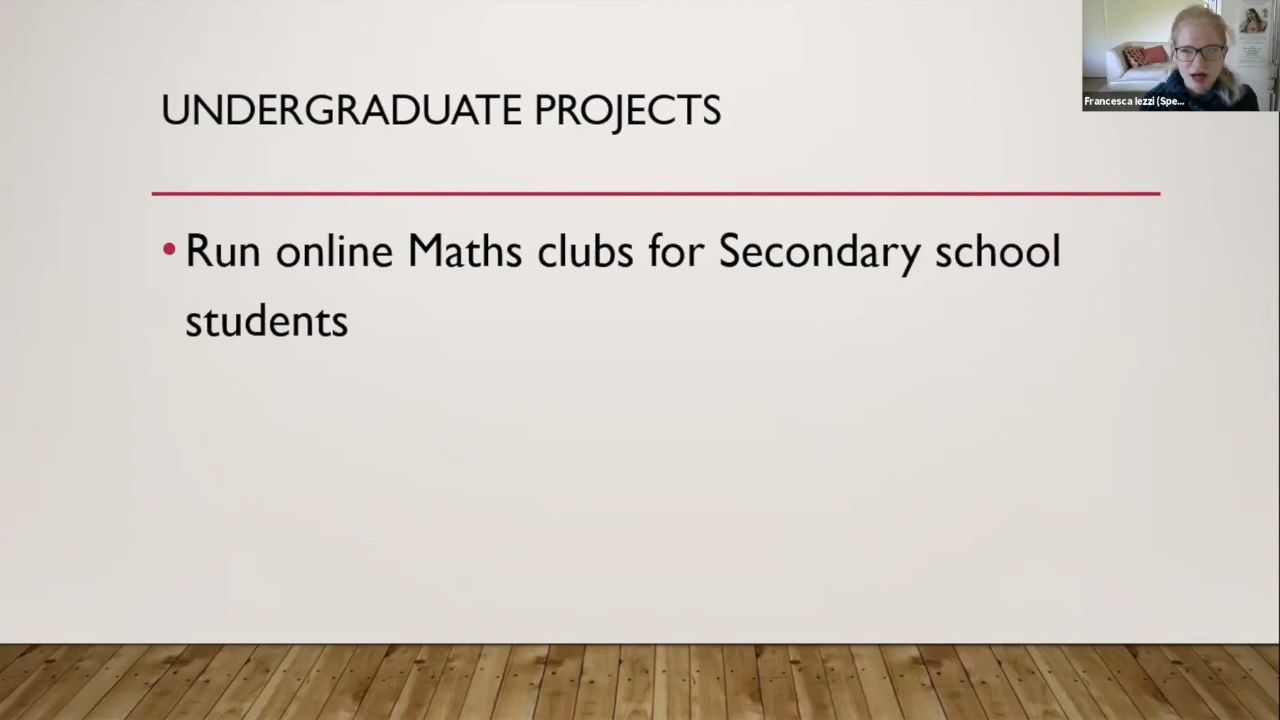 UNDERGRADUATE PROJECTS
Francesca Iezzi (Spe...
• Run online Maths clubs for Secondary school
students